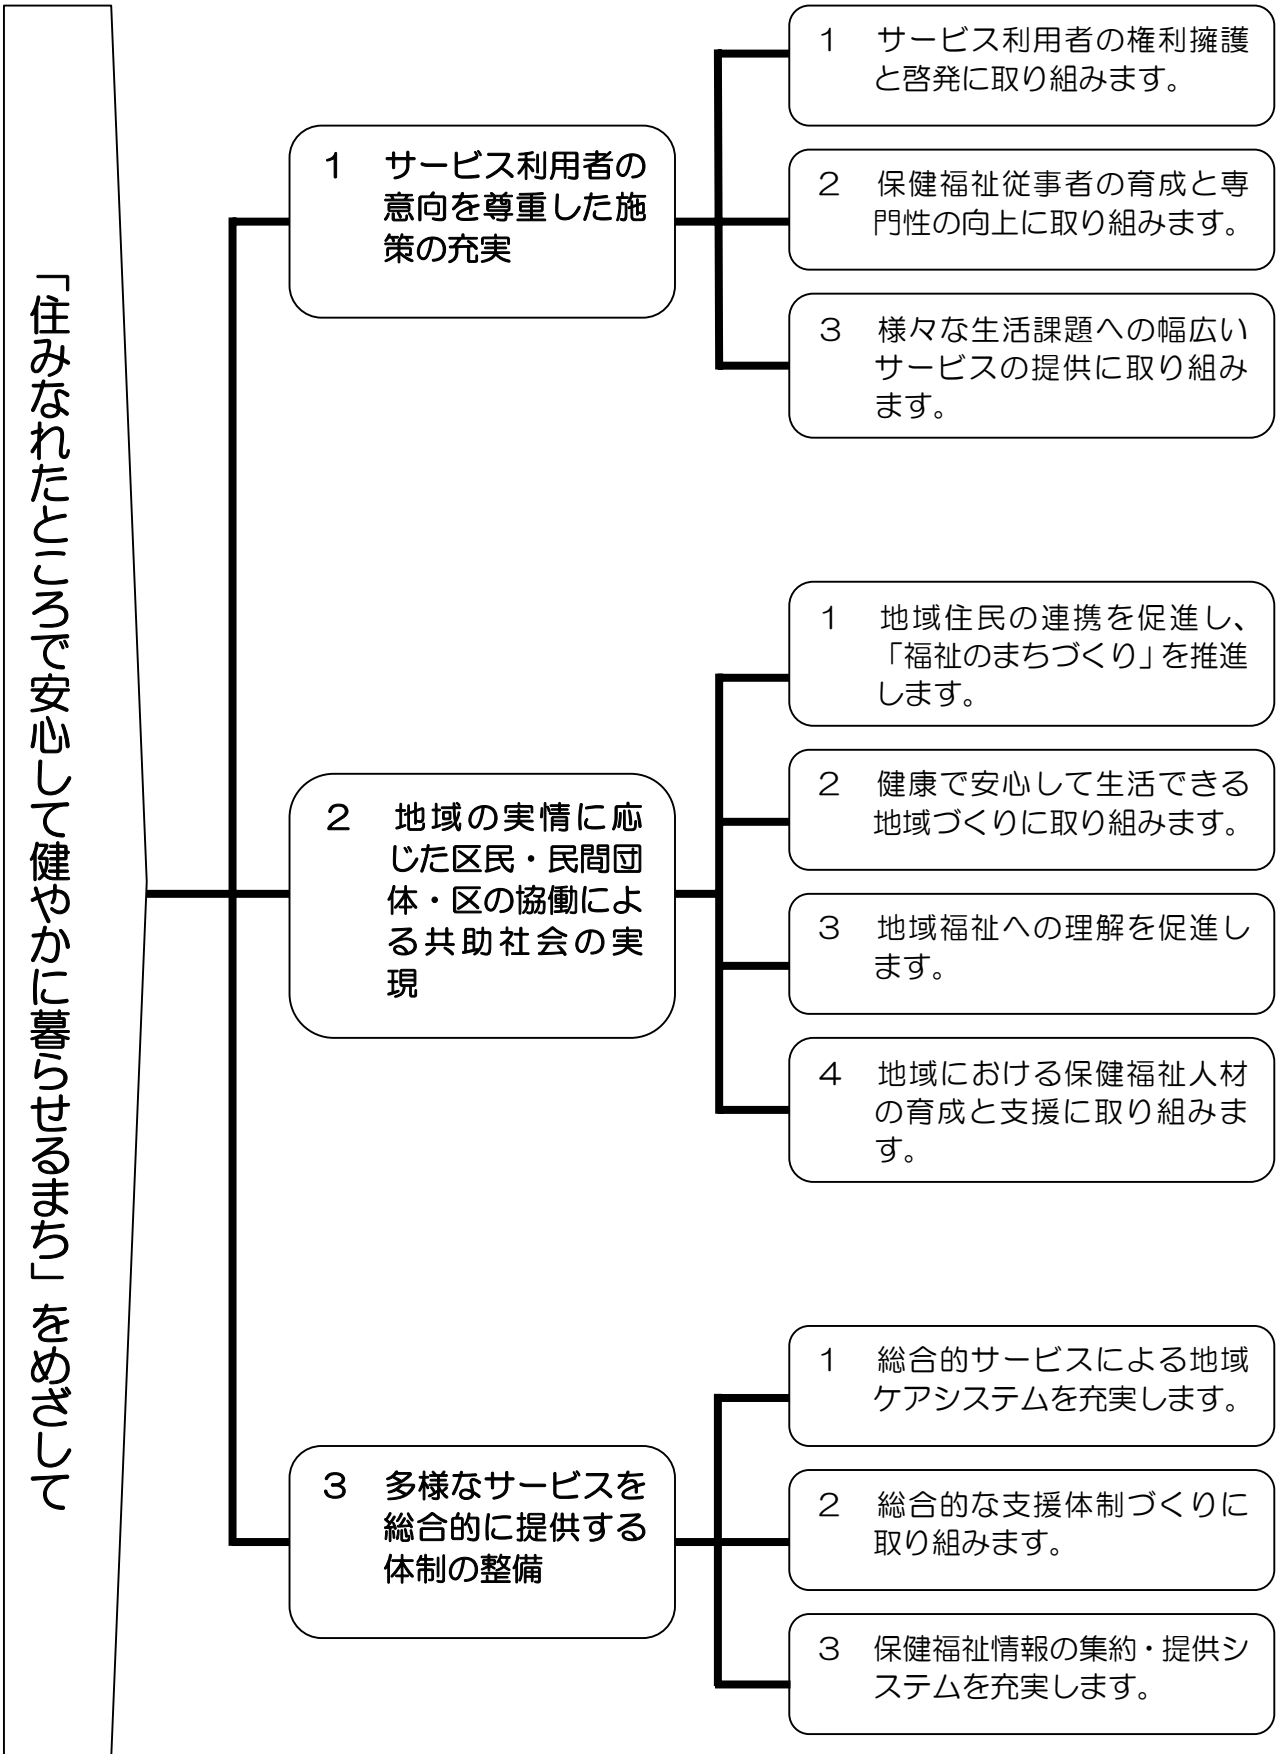 「住みなれたところで安心して健やかに暮らせるまち」をめざして
1 サービス利用者の
意向を尊重した施
策の充実
1 サービス利用者の権利擁護
と啓発に取り組みます。
2 保健福祉従事者の育成と専
門性の向上に取り組みます。
3 様々な生活課題への幅広い
サービスの提供に取り組み
ます。
2 地域の実情に応
じた区民・民間団
体・区の協働によ
る共助社会の実
現
1 地域住民の連携を促進し、
「福祉のまちづくり」を推進
します。
2 健康で安心して生活できる
地域づくりに取り組みます。
3 地域福祉への理解を促進し
ます。
4 地域における保健福祉人材
の育成と支援に取り組みま
す。
3 多様なサービスを
総合的に提供する
体制の整備
1 総合的サービスによる地域
ケアシステムを充実します。
2 総合的な支援体制づくりに
取り組みます。
3 保健福祉情報の集約・提供シ
ステムを充実します。